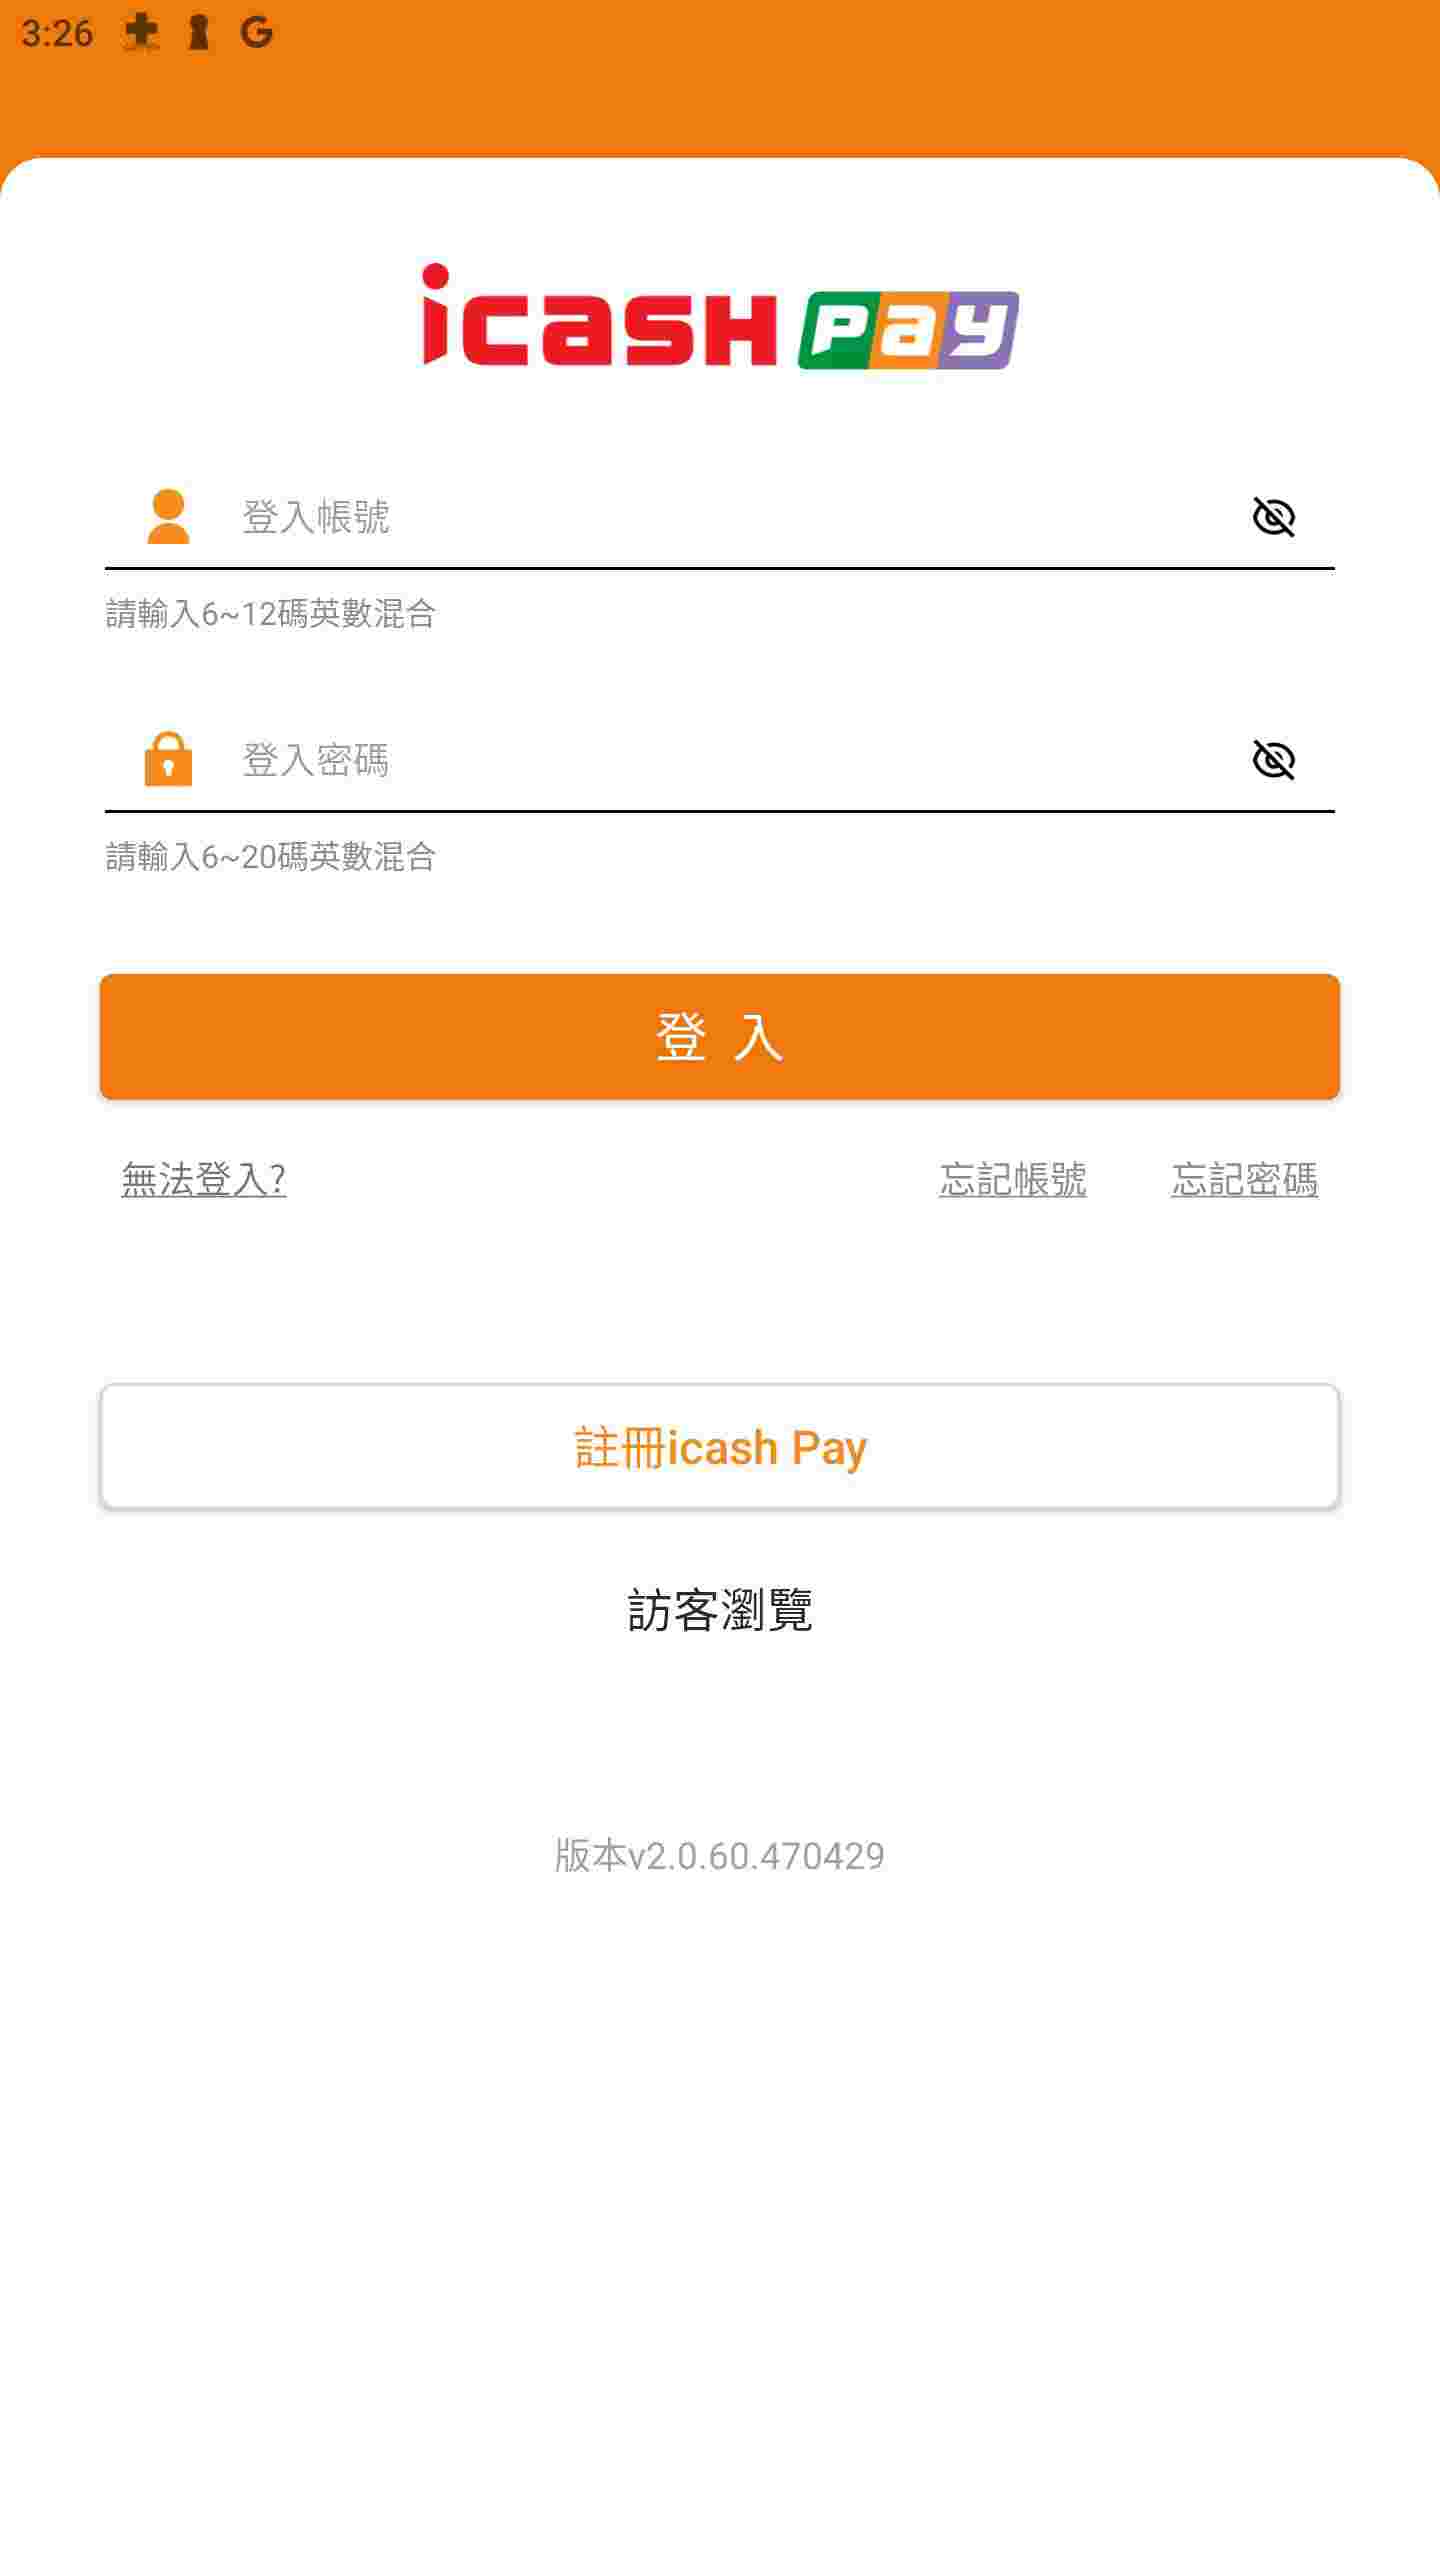 3:26
icash pay
登入帳號
請輸入6~12碼英數混合
登入密碼
請輸入6~20碼英數混合
登 入
無法登入?
忘記帳號
忘記密碼
註冊icash Pay
訪客瀏覽
版本v2.0.60.470429